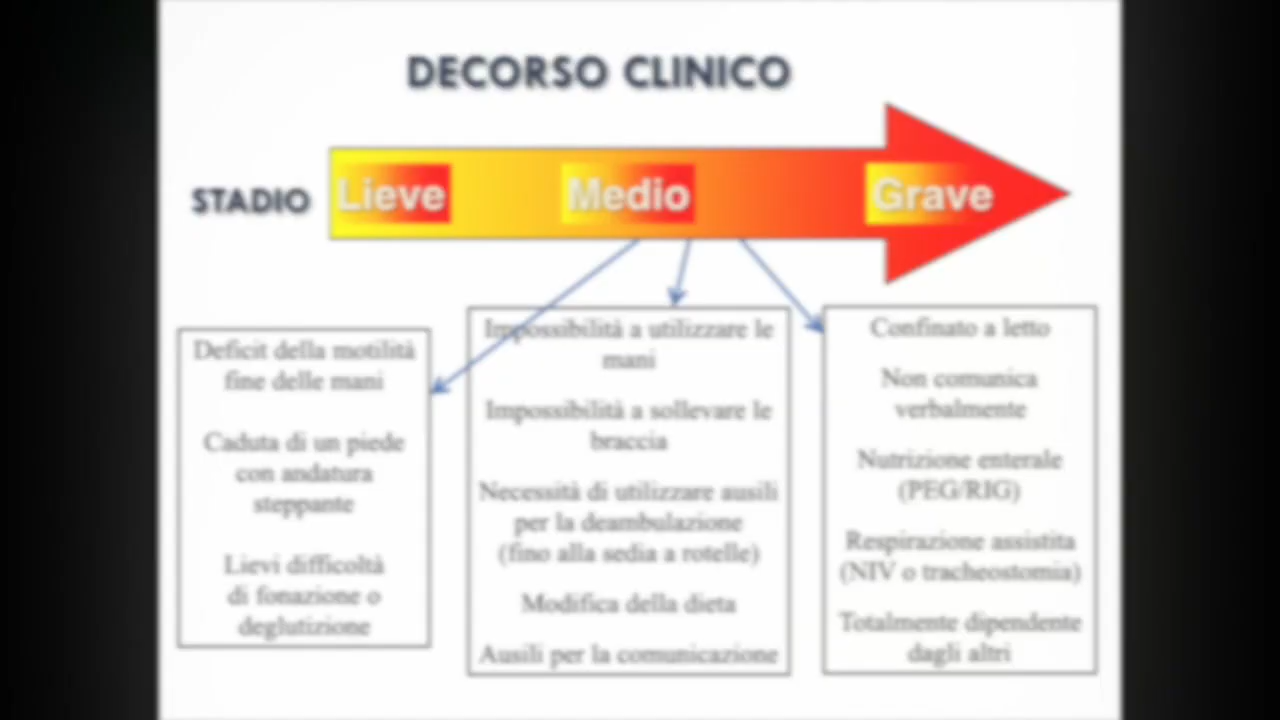 DECORSO CLINICO
STADIO
Lieve
Medio
Grave
Deficit della motilità
fine delle mani
Caduta di un piede
con andatura
steppante
Lievi difficoltà
di fonazione o
deglutizione
Impossibilità a utilizzare le
mani
Impossibilità a sollevare le
braccia
Necessità di utilizzare ausili
per la deambulazione
(fino alla sedia a rotelle)
Modifica della dieta
Ausili per la comunicazione
Confinato a letto
Non comunica
verbalmente
Nutrizione enterale
(PEG/RIG)
Respirazione assistita
(NIV o tracheostomia)
Totalmente dipendente
dagli altri